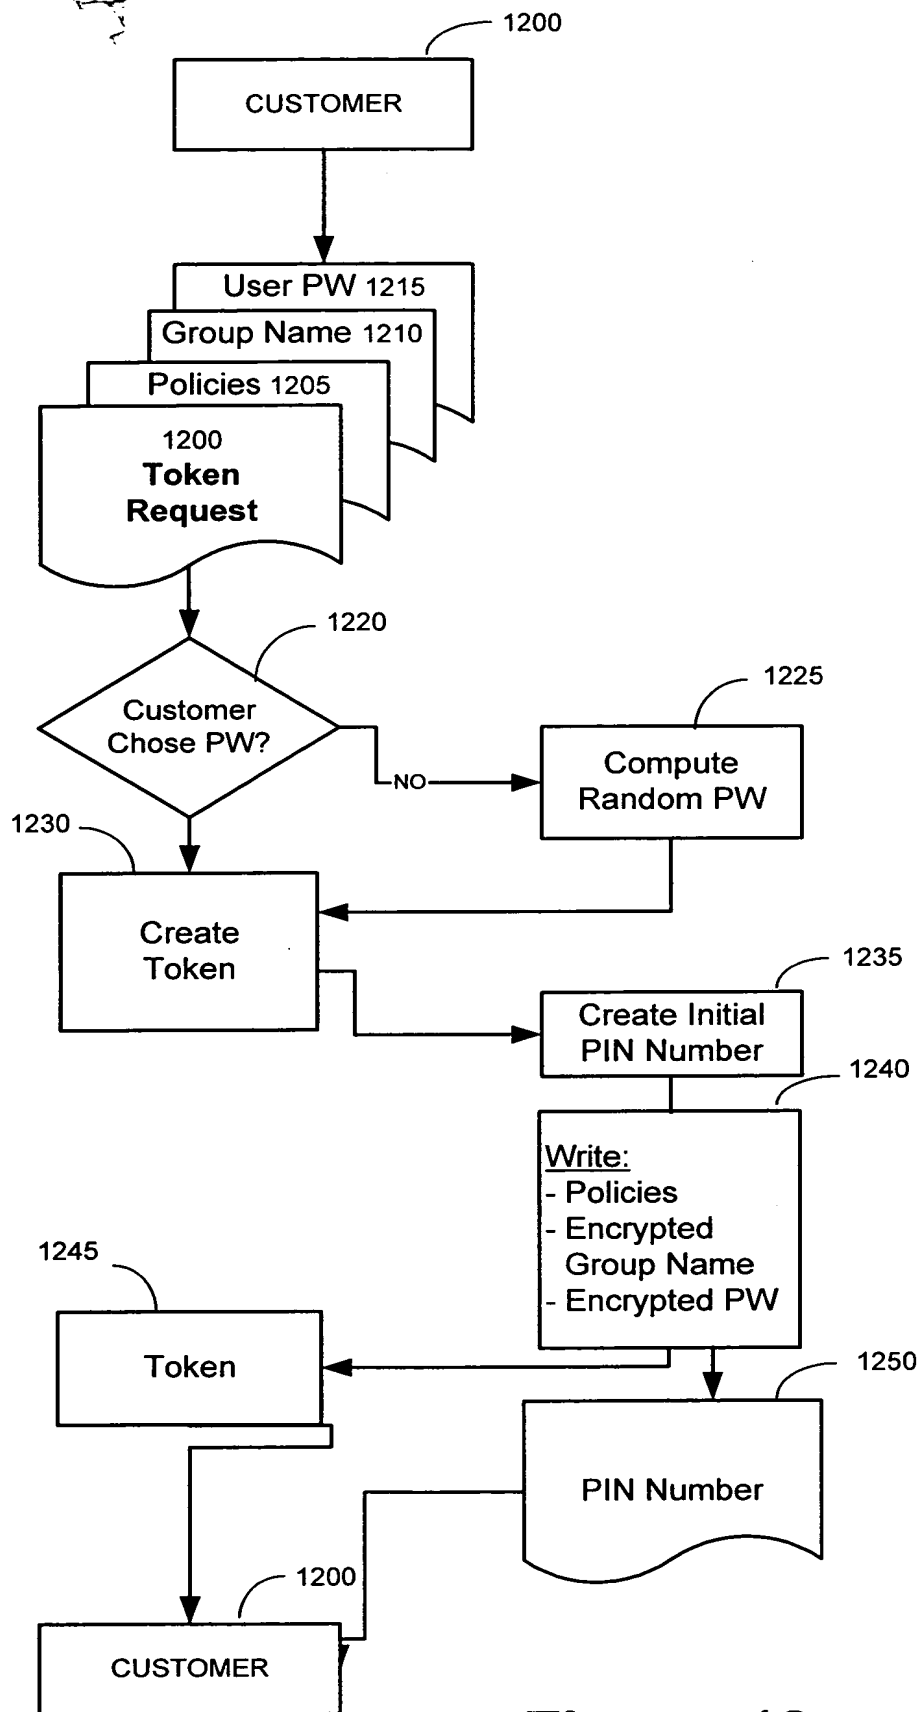 1200
CUSTOMER
User PW 1215
Group Name 1210
Policies 1205
1200
Token
Request
1220
Customer
Chose PW?
1225
Compute
Random PW
NO
1230
Create
Token
1235
Create Initial
PIN Number
1240
Write:
- Policies
- Encrypted
Group Name
- Encrypted PW
1245
Token
1250
PIN Number
1200
CUSTOMER